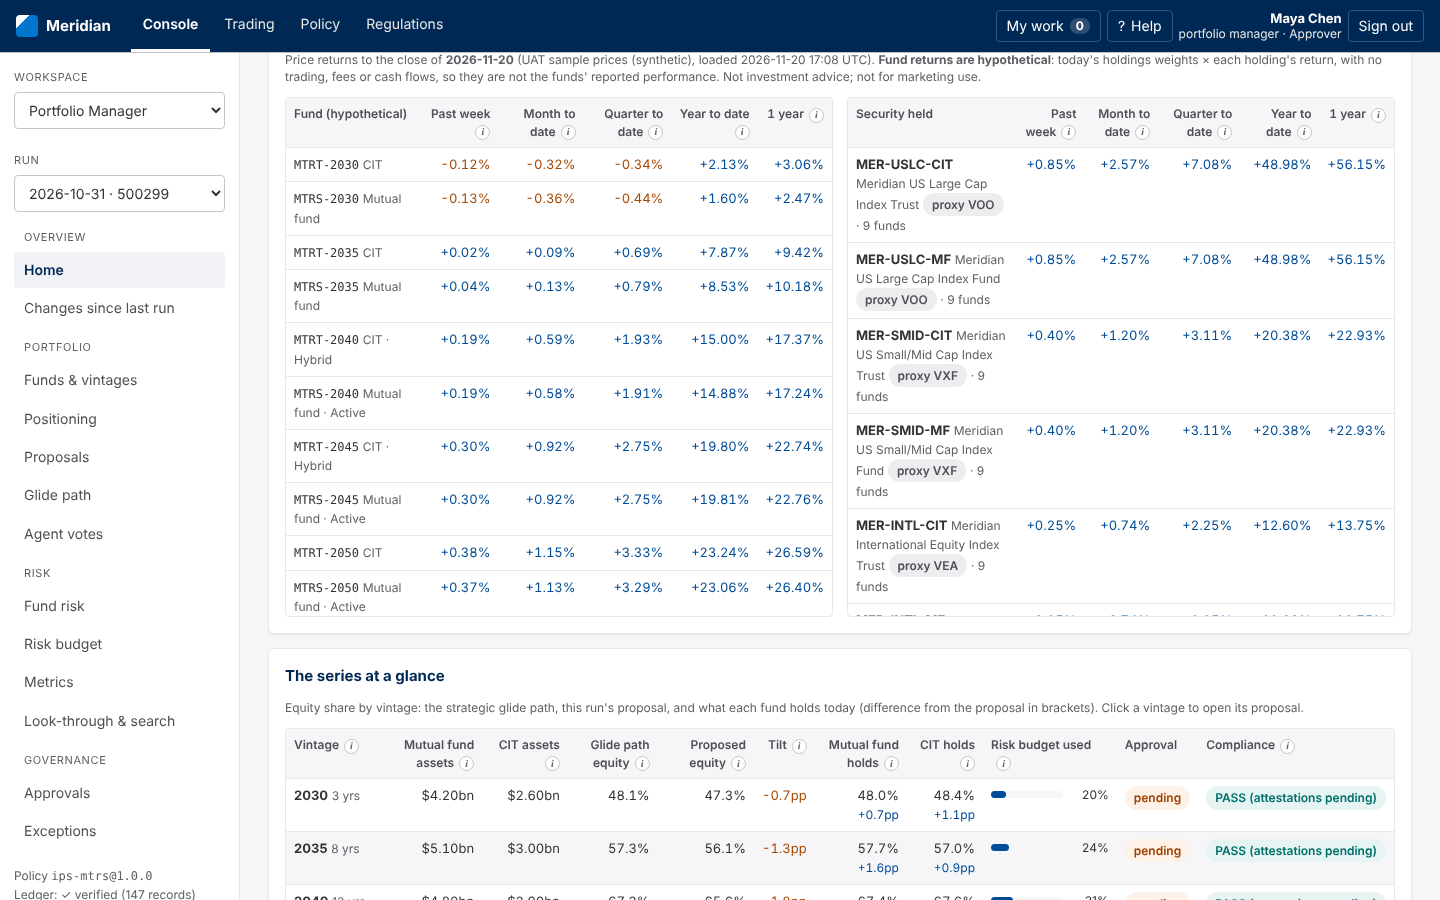 Meridian Console Trading Policy Regulations My work 0 ? Help Maya Chen Sign out
portfolio manager · Approver
WORKSPACE
Portfolio Manager
RUN
2026-10-31 · 500299
OVERVIEW
Home
Changes since last run
PORTFOLIO
Funds & vintages
Positioning
Proposals
Glide path
Agent votes
RISK
Fund risk
Risk budget
Metrics
Look-through & search
GOVERNANCE
Approvals
Exceptions
Policy ips-mtrs@1.0.0
Ledger: ✓ verified (147 records)
Price returns to the close of 2026-11-20 (UAT sample prices (synthetic), loaded 2026-11-20 17:08 UTC). Fund returns are hypothetical: today's holdings weights × each holding's return, with no
trading, fees or cash flows, so they are not the funds' reported performance. Not investment advice; not for marketing use.
Fund (hypothetical) Past week Month to Quarter to Year to date 1 year i
i date i date i i
MTRT-2030 CIT -0.12% -0.32% -0.34% +2.13% +3.06%
MTRS-2030 Mutual -0.13% -0.36% -0.44% +1.60% +2.47%
fund
MTRT-2035 CIT +0.02% +0.09% +0.69% +7.87% +9.42%
MTRS-2035 Mutual +0.04% +0.13% +0.79% +8.53% +10.18%
fund
MTRT-2040 CIT · +0.19% +0.59% +1.93% +15.00% +17.37%
Hybrid
MTRS-2040 Mutual +0.19% +0.58% +1.91% +14.88% +17.24%
fund · Active
MTRT-2045 CIT · +0.30% +0.92% +2.75% +19.80% +22.74%
Hybrid
MTRS-2045 Mutual +0.30% +0.92% +2.75% +19.81% +22.76%
fund · Active
MTRT-2050 CIT +0.38% +1.15% +3.33% +23.24% +26.59%
MTRS-2050 Mutual +0.37% +1.13% +3.29% +23.06% +26.40%
fund · Active
Security held Past Month to Quarter to Year to 1 year i
week i date i date i date i
MER-USLC-CIT +0.85% +2.57% +7.08% +48.98% +56.15%
Meridian US Large Cap
Index Trust proxy VOO
· 9 funds
MER-USLC-MF Meridian +0.85% +2.57% +7.08% +48.98% +56.15%
US Large Cap Index Fund
proxy VOO · 9 funds
MER-SMID-CIT Meridian +0.40% +1.20% +3.11% +20.38% +22.93%
US Small/Mid Cap Index
Trust proxy VXF · 9
funds
MER-SMID-MF Meridian +0.40% +1.20% +3.11% +20.38% +22.93%
US Small/Mid Cap Index
Fund proxy VXF · 9
funds
MER-INTL-CIT Meridian +0.25% +0.74% +2.25% +12.60% +13.75%
International Equity Index
Trust proxy VEA · 9
funds
The series at a glance
Equity share by vintage: the strategic glide path, this run's proposal, and what each fund holds today (difference from the proposal in brackets). Click a vintage to open its proposal.
Vintage i Mutual fund CIT assets Glide path Proposed Tilt i Mutual fund CIT holds Risk budget used Approval Compliance i
assets i i equity i equity i holds i i i
2030 3 yrs $4.20bn $2.60bn 48.1% 47.3% -0.7pp 48.0% 48.4% 20% pending PASS (attestations pending)
+0.7pp +1.1pp
2035 8 yrs $5.10bn $3.00bn 57.3% 56.1% -1.3pp 57.7% 57.0% 24% pending PASS (attestations pending)
+1.6pp +0.9pp